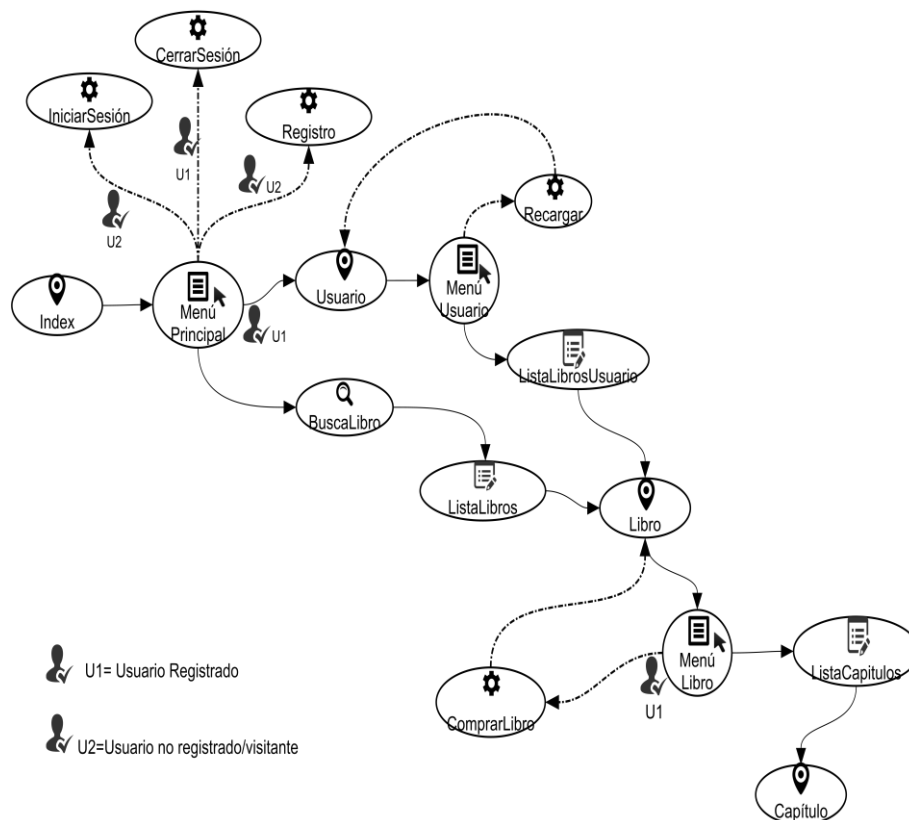 CerrarSesión
IniciarSesión
Registro
U1
U2
U2
Recargar
Index
Menú
Principal
U1
Usuario
Menú
Usuario
ListaLibrosUsuario
BuscaLibro
ListaLibros
Libro
Menú
Libro
U1
ListaCapitulos
ComprarLibro
Capítulo
U1= Usuario Registrado
U2=Usuario no registrado/visitante